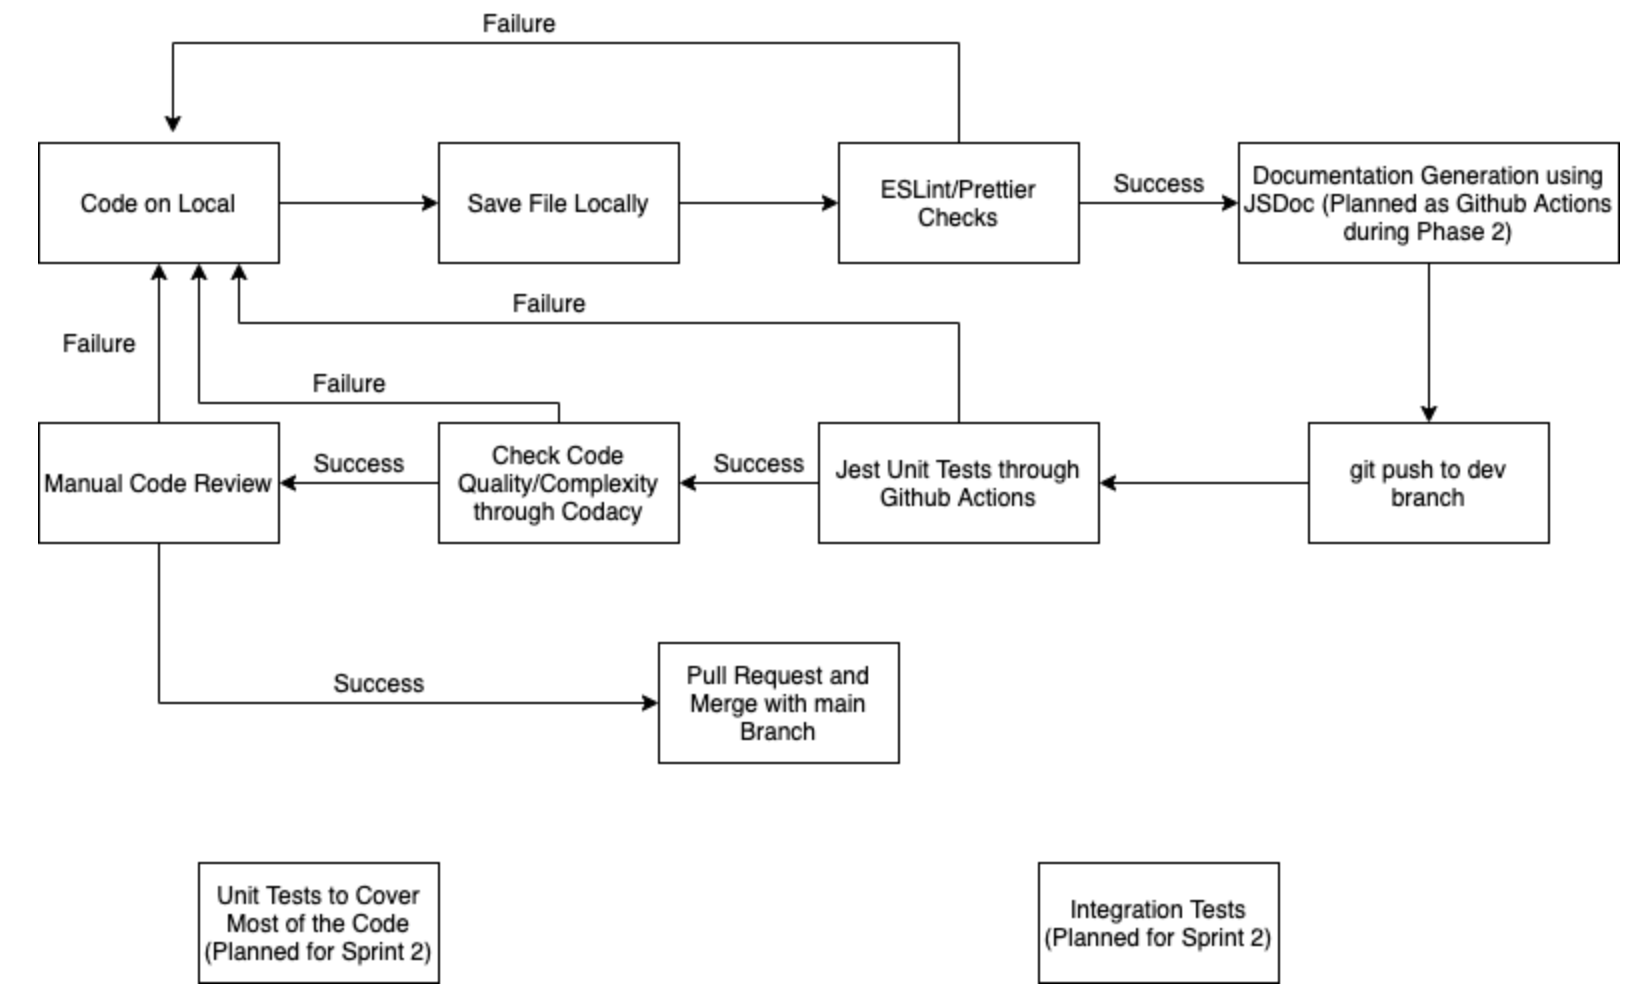 Failure
Code on Local
Save File Locally
ESLint/Prettier
Checks
Success
Documentation Generation using
JSDoc (Planned as Github Actions
during Phase 2)
Failure
Failure
Failure
Manual Code Review
Success
Check Code
Quality/Complexity
through Codacy
Success
Jest Unit Tests through
Github Actions
git push to dev
branch
Success
Pull Request and
Merge with main
Branch
Unit Tests to Cover
Most of the Code
(Planned for Sprint 2)
Integration Tests
(Planned for Sprint 2)